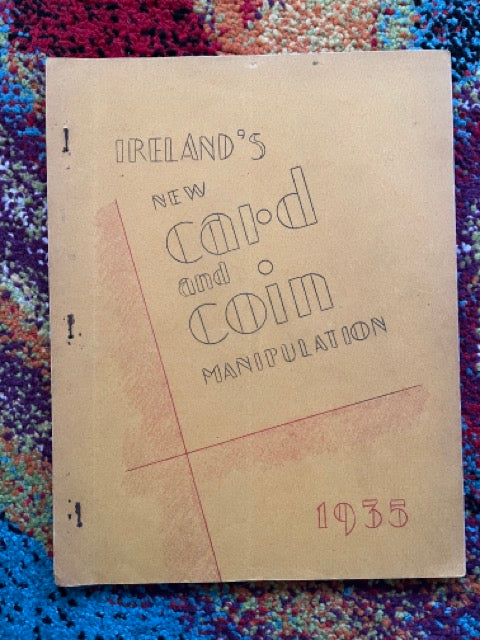 IRELAND'S
NEW
card
and
coin
MANIPULATION
1935